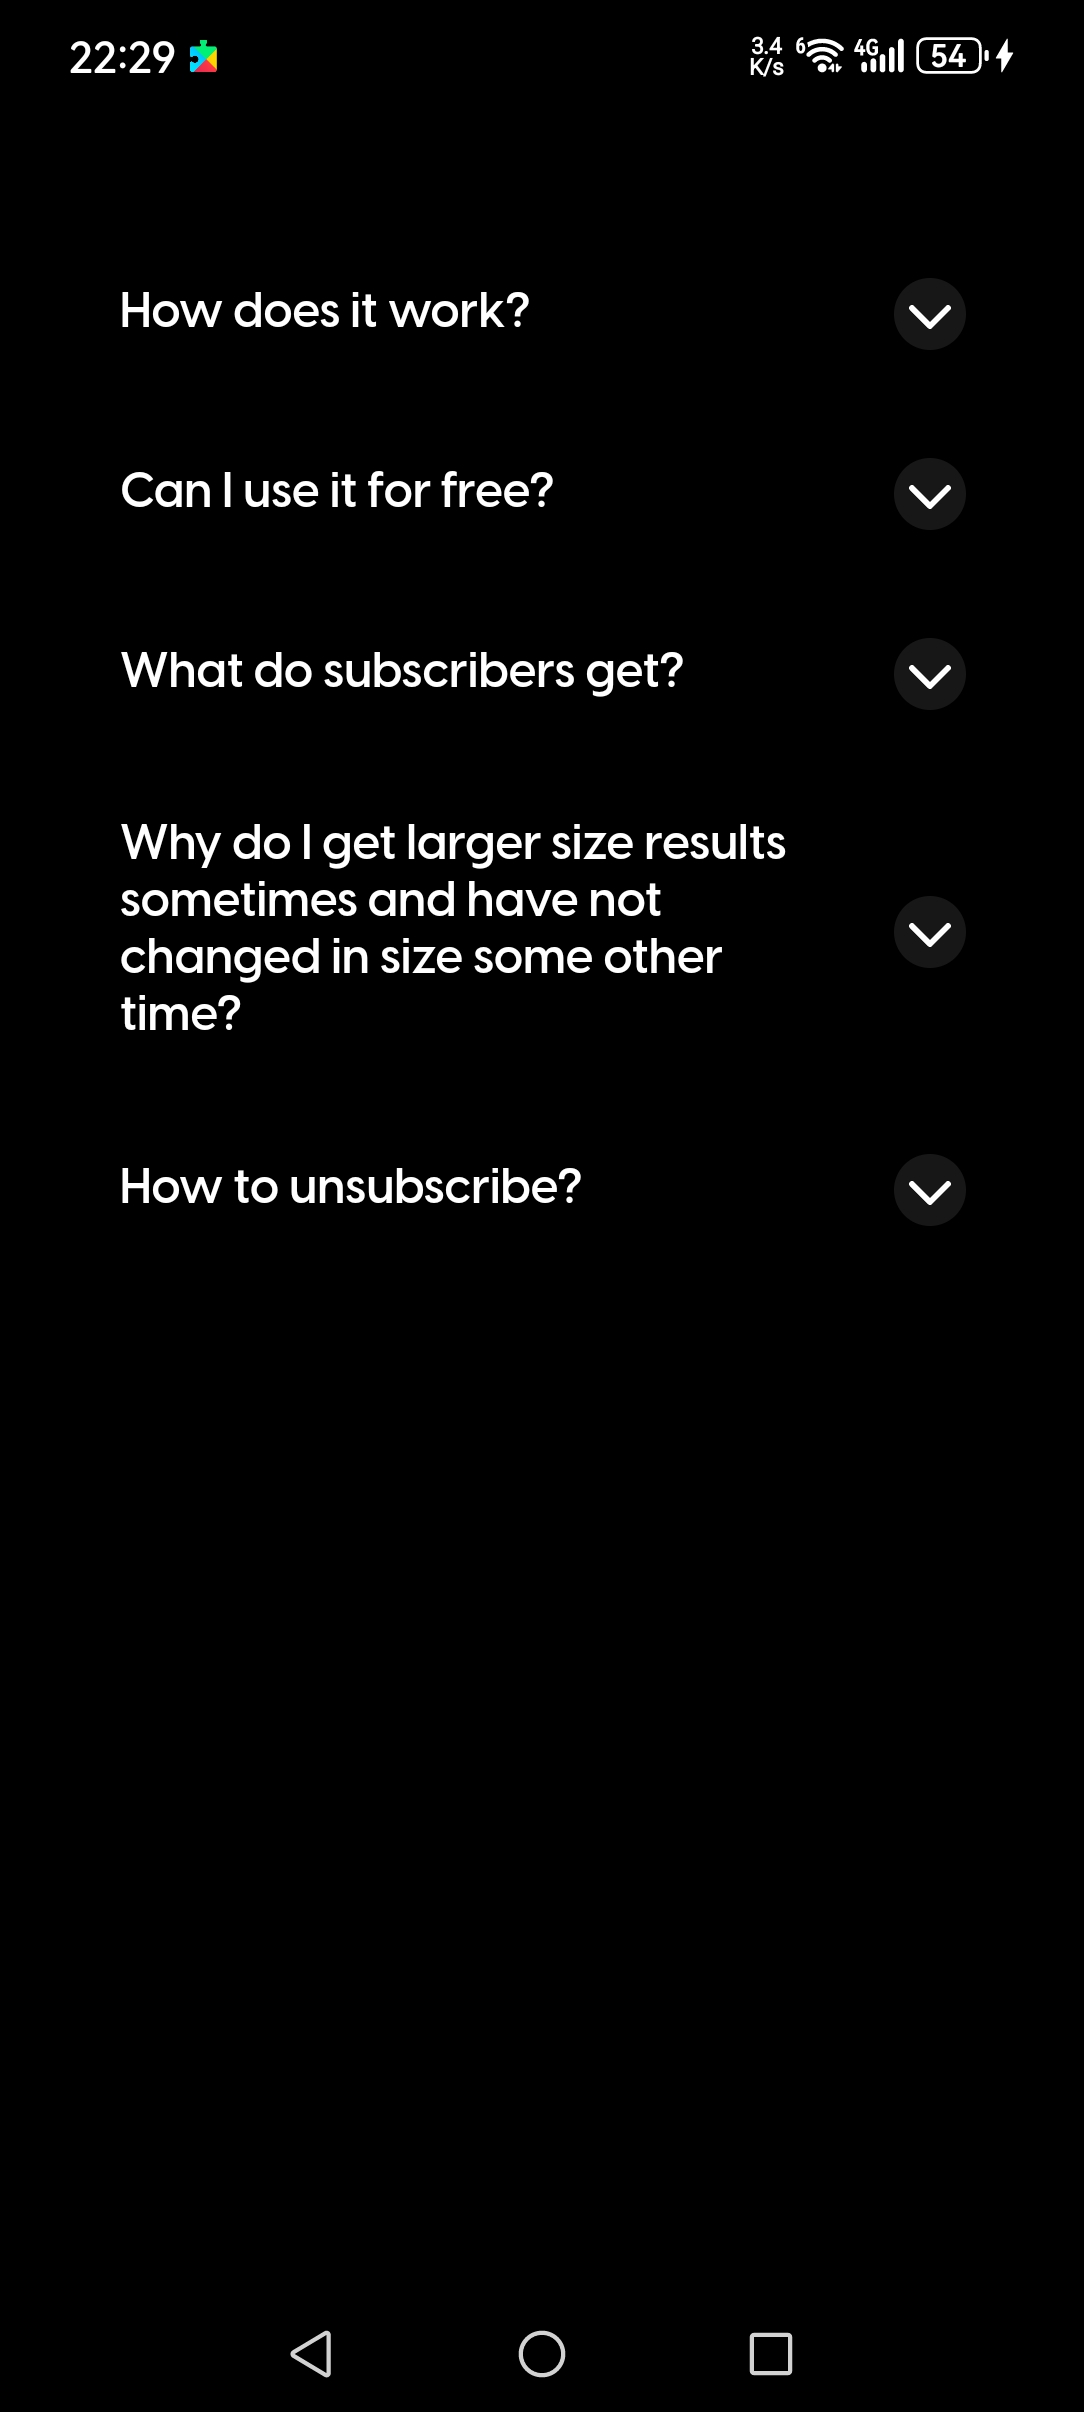 22:29
3.4
K/s
6
4G
54
How does it work?
Can I use it for free?
What do subscribers get?
Why do I get larger size results
sometimes and have not
changed in size some other
time?
How to unsubscribe?